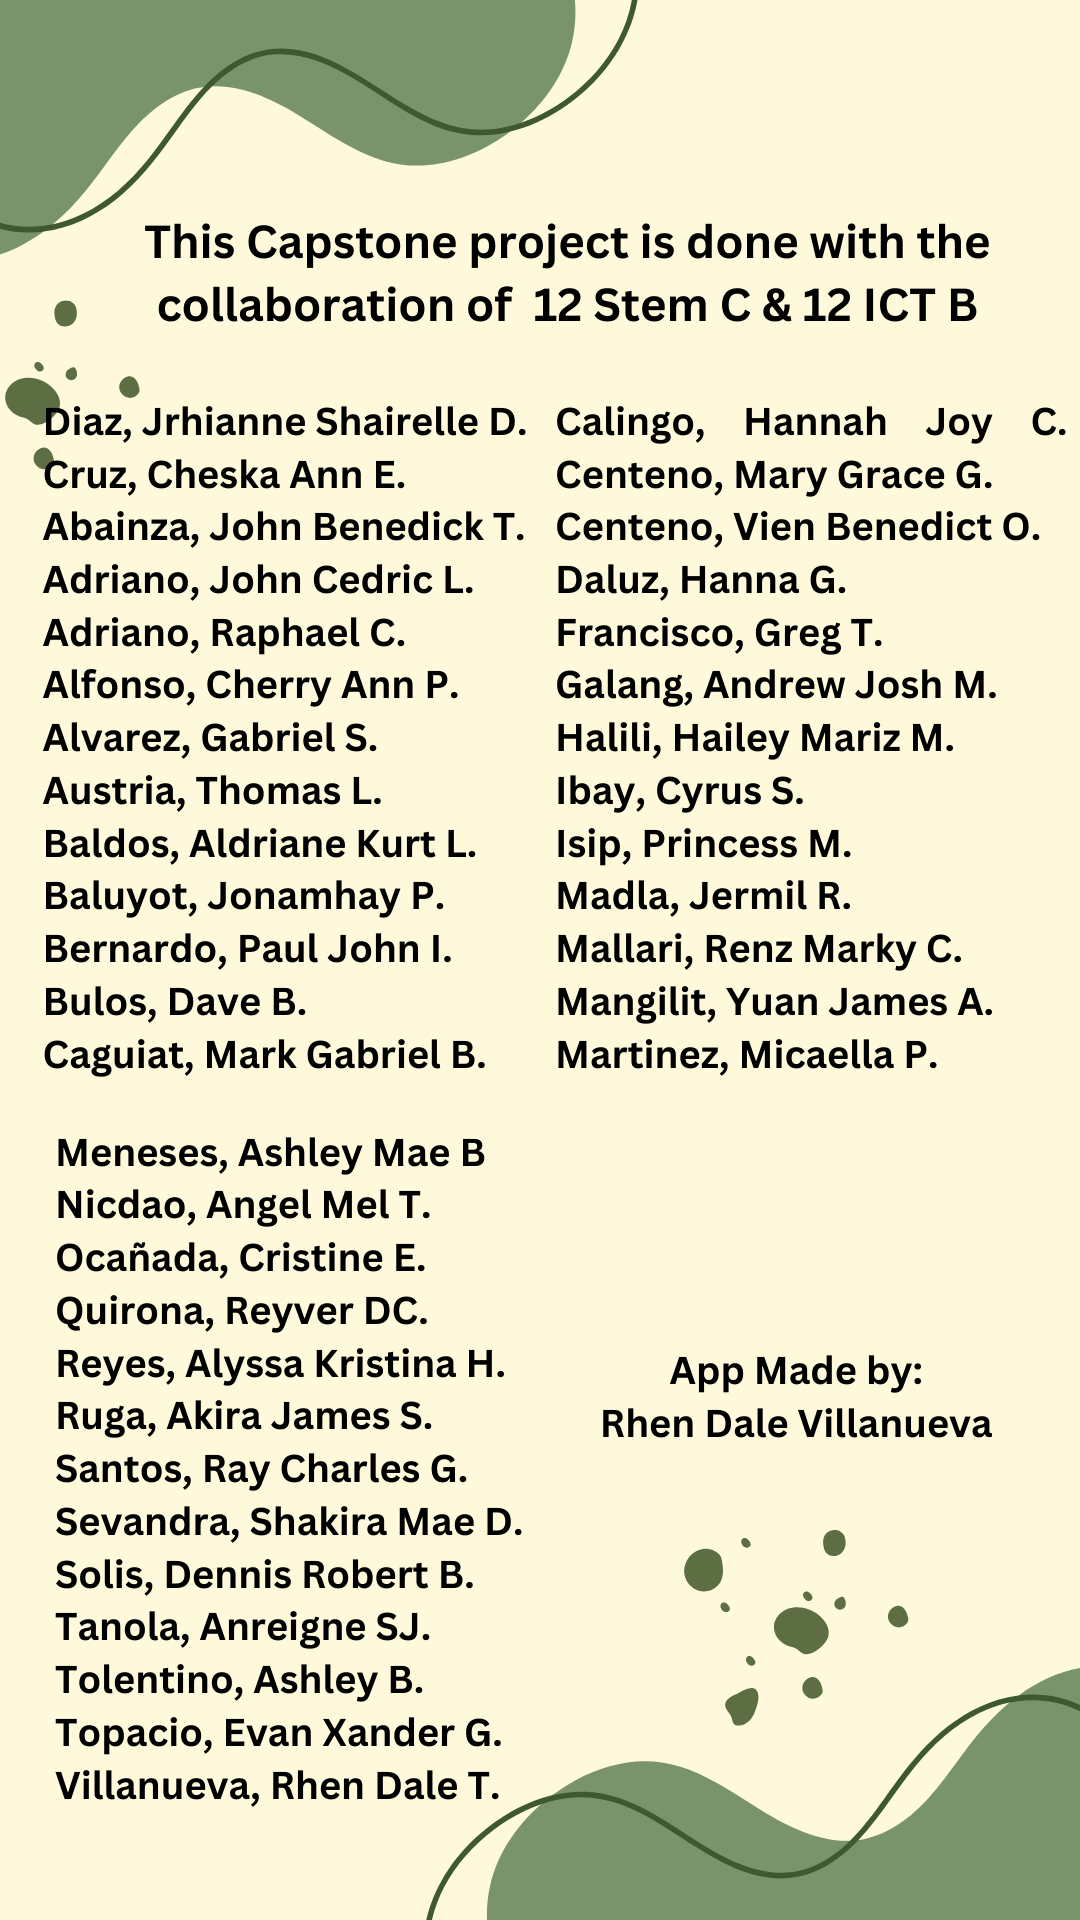 This Capstone project is done with the
collaboration of 12 Stem C & 12 ICT B
Diaz, Jrhianne Shairelle D.
Cruz, Cheska Ann E.
Abainza, John Benedick T.
Adriano, John Cedric L.
Adriano, Raphael C.
Alfonso, Cherry Ann P.
Alvarez, Gabriel S.
Austria, Thomas L.
Baldos, Aldriane Kurt L.
Baluyot, Jonamhay P.
Bernardo, Paul John I.
Bulos, Dave B.
Caguiat, Mark Gabriel B.
Calingo, Hannah Joy C.
Centeno, Mary Grace G.
Centeno, Vien Benedict O.
Daluz, Hanna G.
Francisco, Greg T.
Galang, Andrew Josh M.
Halili, Hailey Mariz M.
Ibay, Cyrus S.
Isip, Princess M.
Madla, Jermil R.
Mallari, Renz Marky C.
Mangilit, Yuan James A.
Martinez, Micaella P.
Meneses, Ashley Mae B
Nicdao, Angel Mel T.
Ocañada, Cristine E.
Quirona, Reyver DC.
Reyes, Alyssa Kristina H.
Ruga, Akira James S.
Santos, Ray Charles G.
Sevandra, Shakira Mae D.
Solis, Dennis Robert B.
Tanola, Anreigne SJ.
Tolentino, Ashley B.
Topacio, Evan Xander G.
Villanueva, Rhen Dale T.
App Made by:
Rhen Dale Villanueva